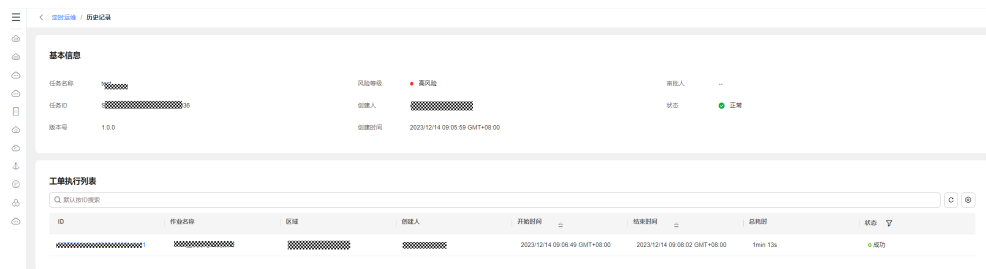 定时运维 / 历史记录
基本信息
任务名称 风险等级 高风险 审批人 --
任务ID 36 创建人 状态 正常
版本号 1.0.0 创建时间 2023/12/14 09:05:59 GMT+08:00
工单执行列表
默认按ID搜索
ID 作业名称 区域 创建人 开始时间 结束时间 总耗时 状态
1 2023/12/14 09:06:49 GMT+08:00 2023/12/14 09:08:02 GMT+08:00 1min 13s 成功